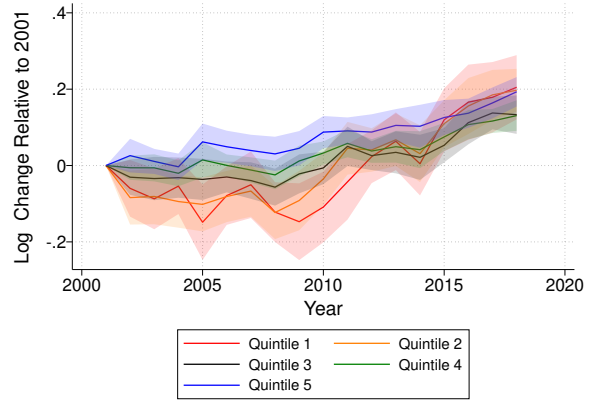 Log Change Relative to 2001
.4
.2
0
-.2
2000 2005 2010 2015 2020
Year
Quintile 1 Quintile 2
Quintile 3 Quintile 4
Quintile 5